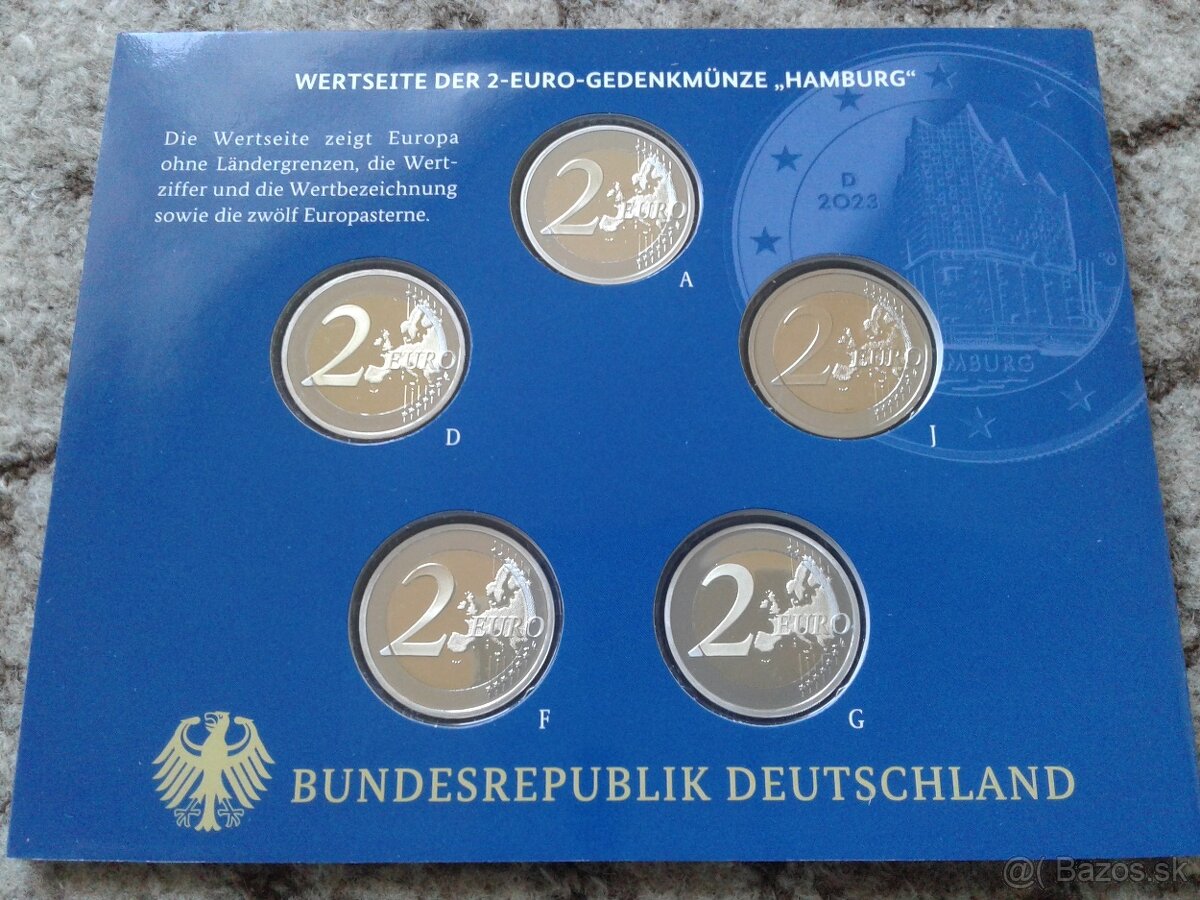 WERTSEITE DER 2-EURO-GEDENKMÜNZE „HAMBURG“
Die Wertseite zeigt Europa
ohne Ländergrenzen, die Wert-
ziffer und die Wertbezeichnung
sowie die zwölf Europasterne.
D
2023
HAMBURG
2 EURO
A
2 EURO
D
2 EURO
J
2 EURO
F
2 EURO
G
BUNDESREPUBLIK DEUTSCHLAND
@( Bazos.sk